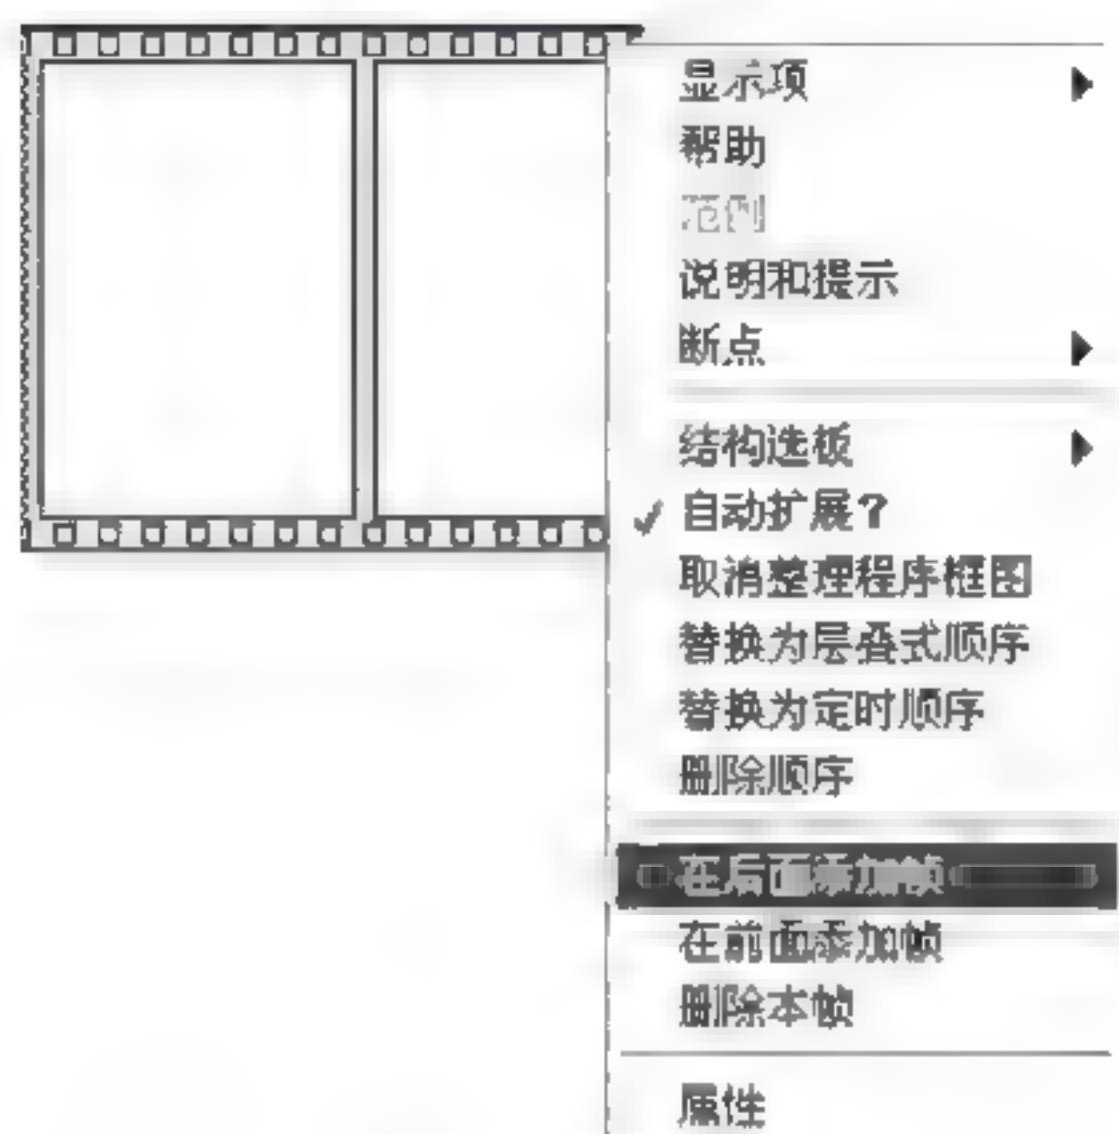 显示项
帮助
范例
说明和提示
断点
结构选板
自动扩展?
取消整理程序框图
替换为层叠式顺序
替换为定时顺序
删除顺序
在后面添加帧
在前面添加帧
删除本帧
属性